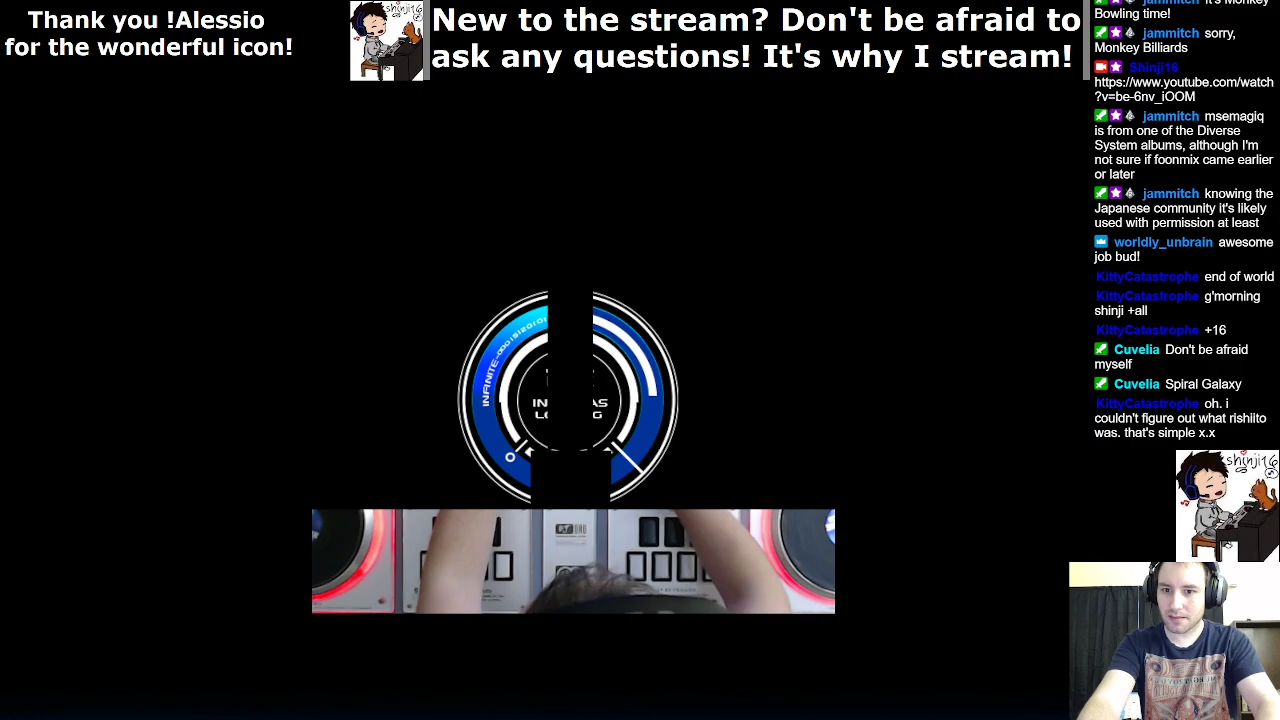 Thank you !Alessio
for the wonderful icon!
New to the stream? Don't be afraid to
ask any questions! It's why I stream!
jammitch it's Monkey
Bowling time!
jammitch sorry,
Monkey Billiards
Shinji16
https://www.youtube.com/watch
?v=be-6nv_iOOM
jammitch msemagiq
is from one of the Diverse
System albums, although I'm
not sure if foonmix came earlier
or later
jammitch knowing the
Japanese community it's likely
used with permission at least
worldly_unbrain awesome
job bud!
KittyCatastrophe end of world
KittyCatastrophe g'morning
shinji +all
KittyCatastrophe +16
Cuvelia Don't be afraid
myself
Cuvelia Spiral Galaxy
KittyCatastrophe oh. i
couldn't figure out what rishlito
was. that's simple x.x
shinji16